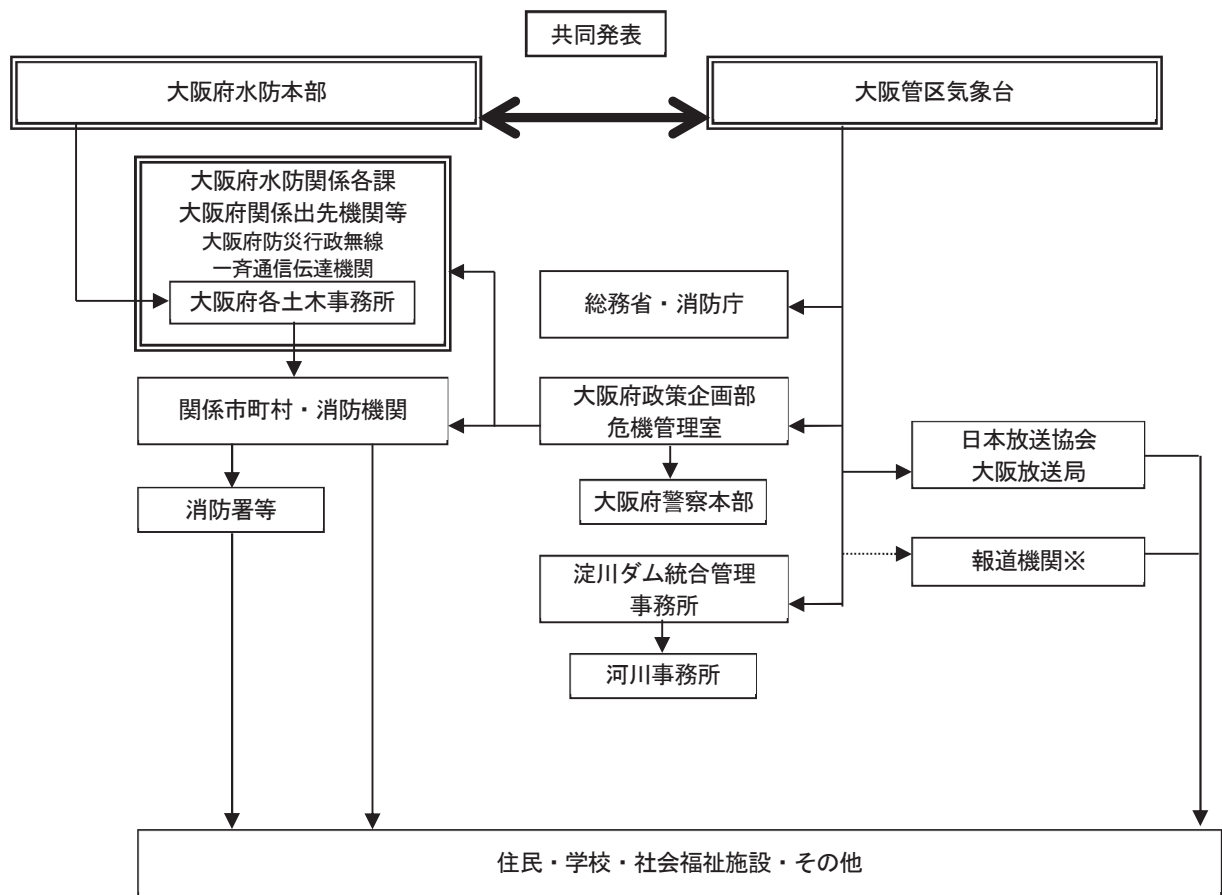 共同発表
大阪府水防本部
大阪管区気象台
大阪府水防関係各課
大阪府関係出先機関等
大阪府防災行政無線
一斉通信伝達機関
大阪府各土木事務所
総務省・消防庁
関係市町村・消防機関
大阪府政策企画部
危機管理室
日本放送協会
大阪放送局
消防署等
大阪府警察本部
報道機関※
淀川ダム統合管理
事務所
河川事務所
住民・学校・社会福祉施設・その他